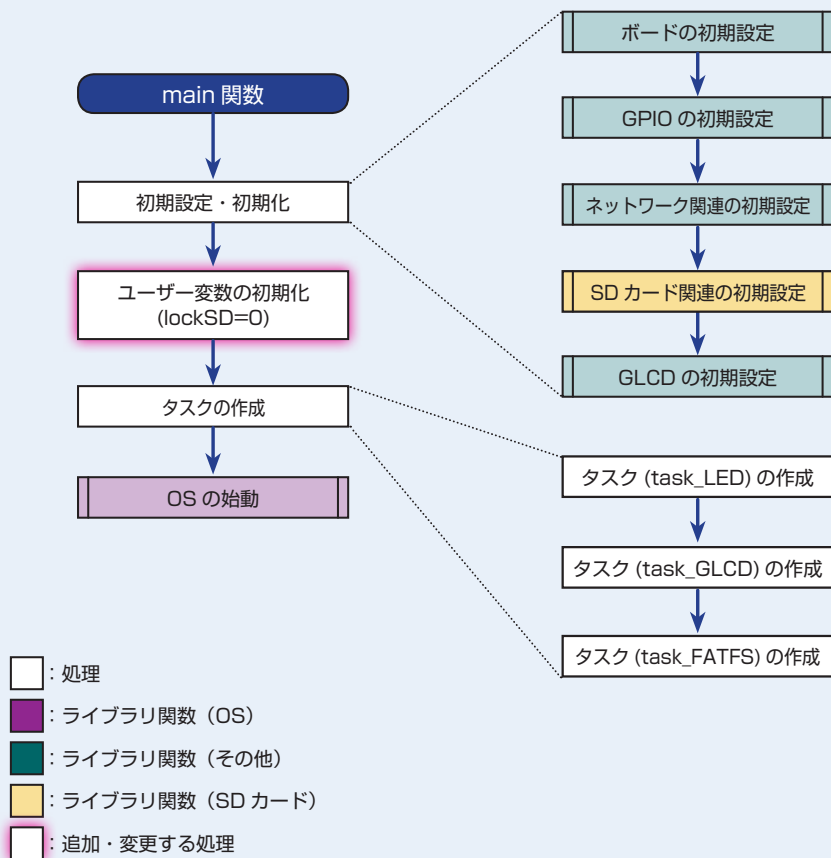 main 関数
初期設定・初期化
ユーザー変数の初期化
(lockSD=0)
タスクの作成
OS の始動
ボードの初期設定
GPIO の初期設定
ネットワーク関連の初期設定
SD カード関連の初期設定
GLCD の初期設定
タスク (task_LED) の作成
タスク (task_GLCD) の作成
タスク (task_FATFS) の作成
：処理
：ライブラリ関数（OS）
：ライブラリ関数（その他）
：ライブラリ関数（SD カード）
：追加・変更する処理